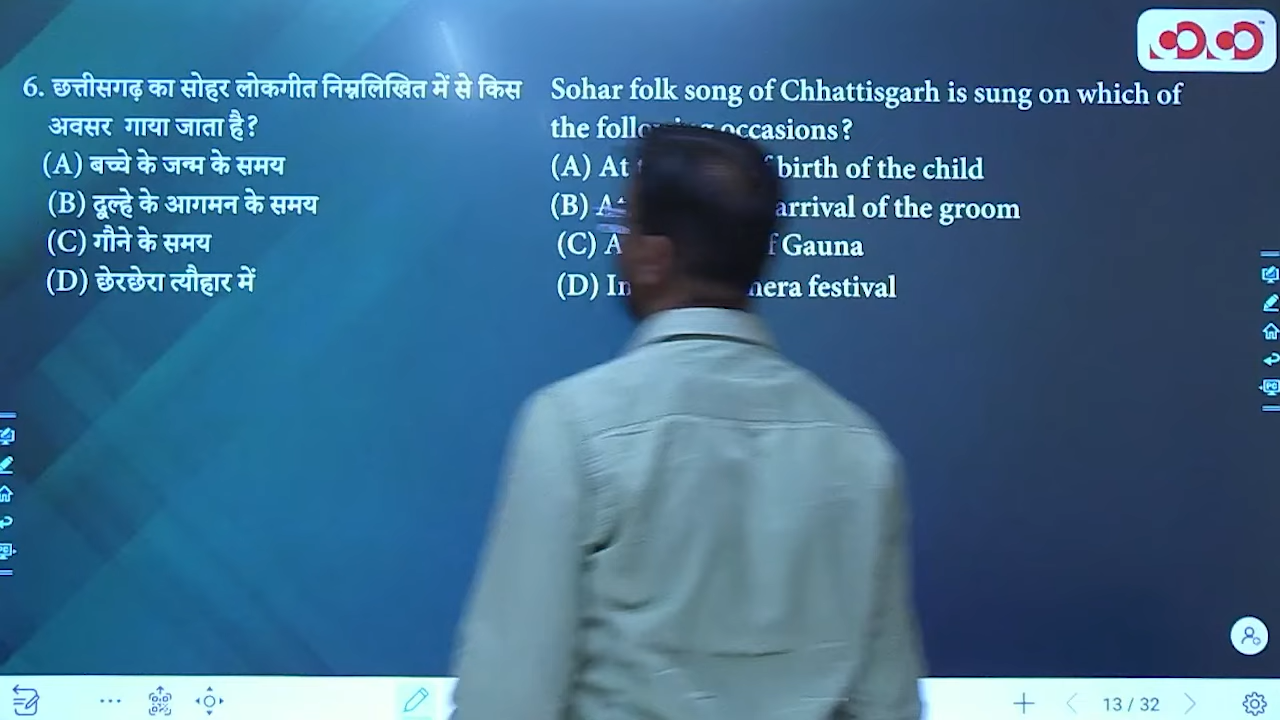 6. छत्तीसगढ़ का सोहर लोकगीत निम्नलिखित में से किस
अवसर गाया जाता है?
(A) बच्चे के जन्म के समय
(B) दूल्हे के आगमन के समय
(C) गौने के समय
(D) छेरछेरा त्यौहार में
Sohar folk song of Chhattisgarh is sung on which of
the occasions?
(A) At birth of the child
(B) arrival of the groom
(C) Gauna
(D) In festival
13 / 32